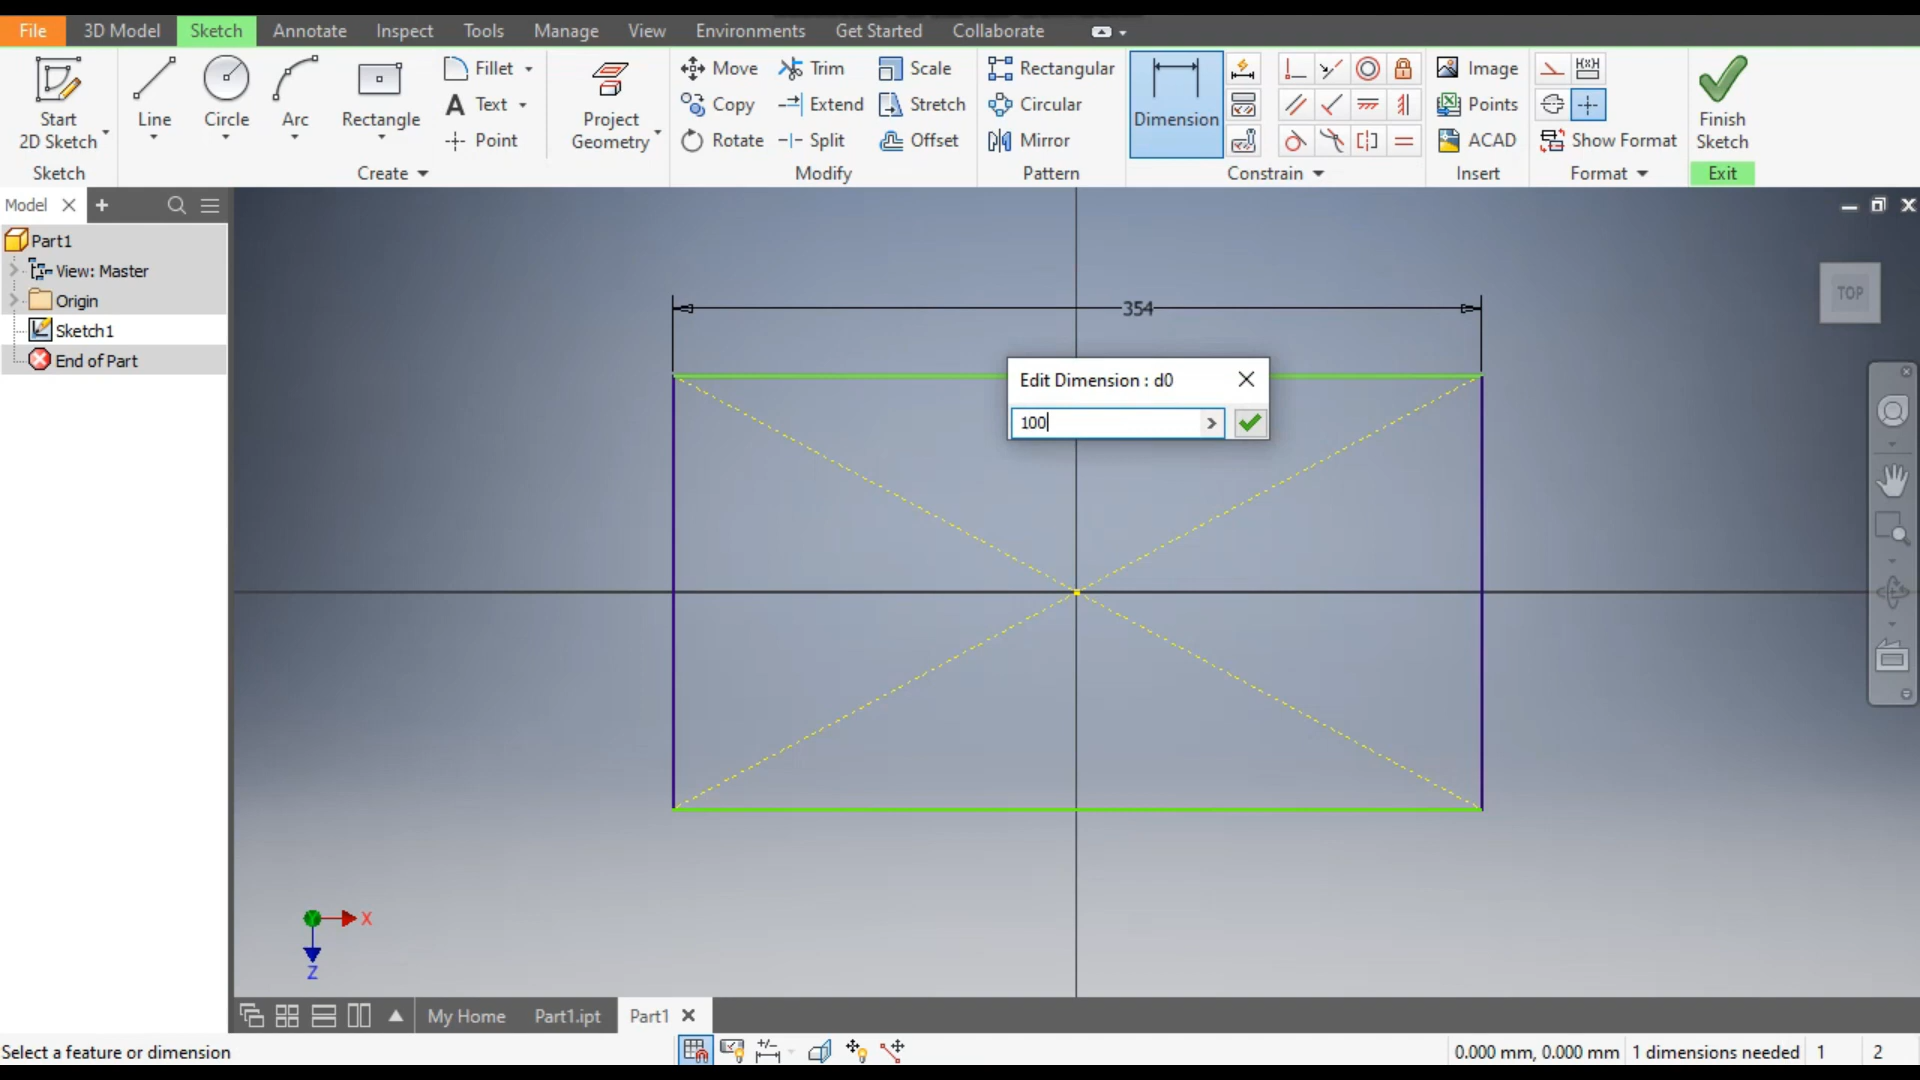 File 3D Model Sketch Annotate Inspect Tools Manage View Environments Get Started Collaborate
Start 2D Sketch
Line
Circle
Arc
Rectangle
Fillet
Text
Point
Project Geometry
Move Trim Scale
Copy Extend Stretch
Rotate Split Offset
Rectangular
Circular
Mirror
Dimension
Image
Points
ACAD
Show Format
Finish Sketch
Sketch Create Modify Pattern Constrain Insert Format Exit
Model
Part1
View: Master
Origin
Sketch1
End of Part
TOP
354
Edit Dimension : d0
100
X
Z
My Home Part1.ipt Part1
Select a feature or dimension
0.000 mm, 0.000 mm 1 dimensions needed 1 2